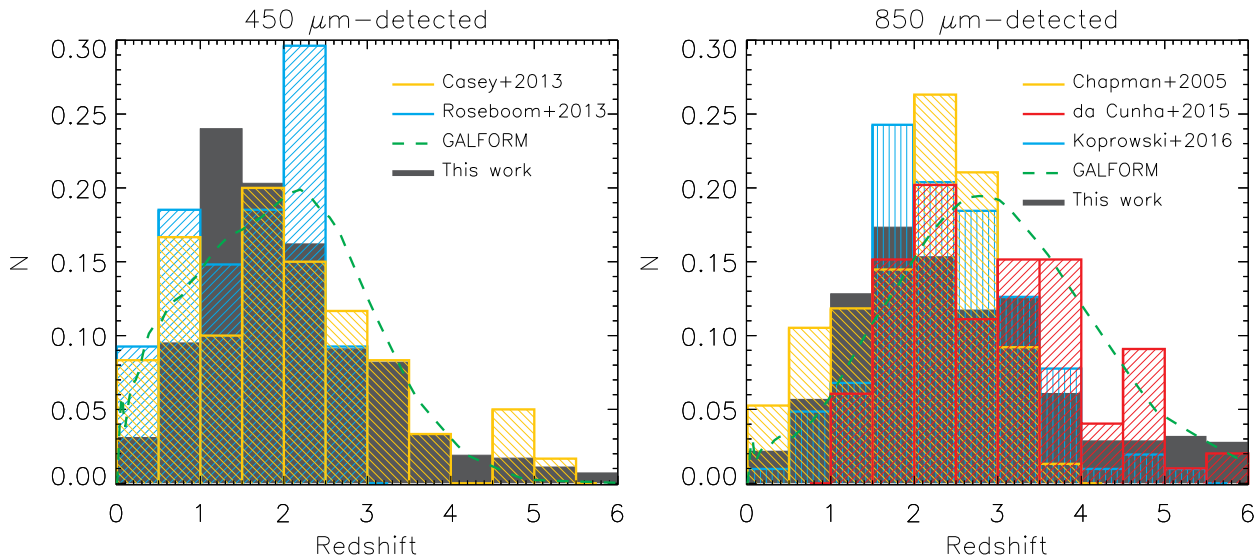 450 μm-detected
0.30
0.25
0.20
0.15
0.10
0.05
0.00
N
Casey+2013
Roseboom+2013
GALFORM
This work
0 1 2 3 4 5 6
Redshift
850 μm-detected
0.30
0.25
0.20
0.15
0.10
0.05
0.00
N
Chapman+2005
da Cunha+2015
Koprowski+2016
GALFORM
This work
0 1 2 3 4 5 6
Redshift